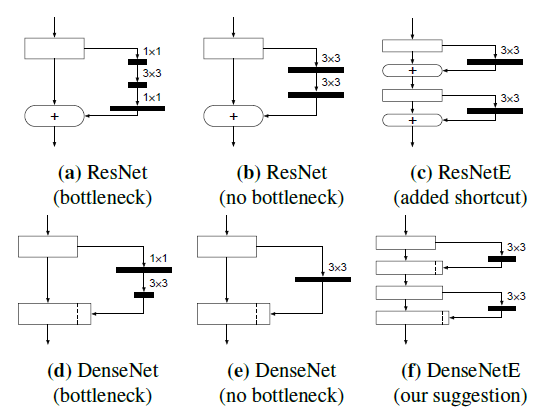 1×1
3×3
1×1
+
(a) ResNet
(bottleneck)
3×3
3×3
+
(b) ResNet
(no bottleneck)
3×3
+
3×3
+
(c) ResNetE
(added shortcut)
1×1
3×3
(d) DenseNet
(bottleneck)
3×3
(e) DenseNet
(no bottleneck)
3×3
3×3
(f) DenseNetE
(our suggestion)